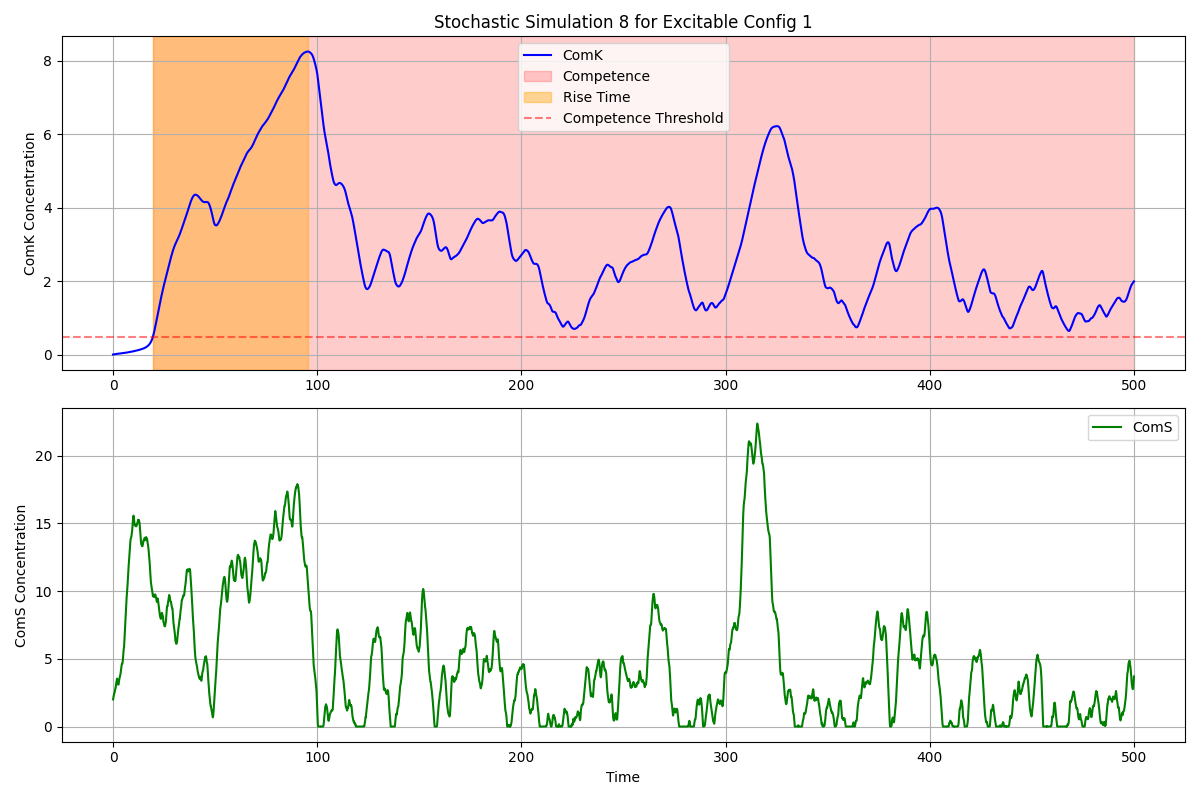 Stochastic Simulation 8 for Excitable Config 1
ComK Concentration
8
6
4
2
0
ComK
Competence
Rise Time
Competence Threshold
0 100 200 300 400 500
ComS Concentration
20
15
10
5
0
ComS
0 100 200 300 400 500
Time